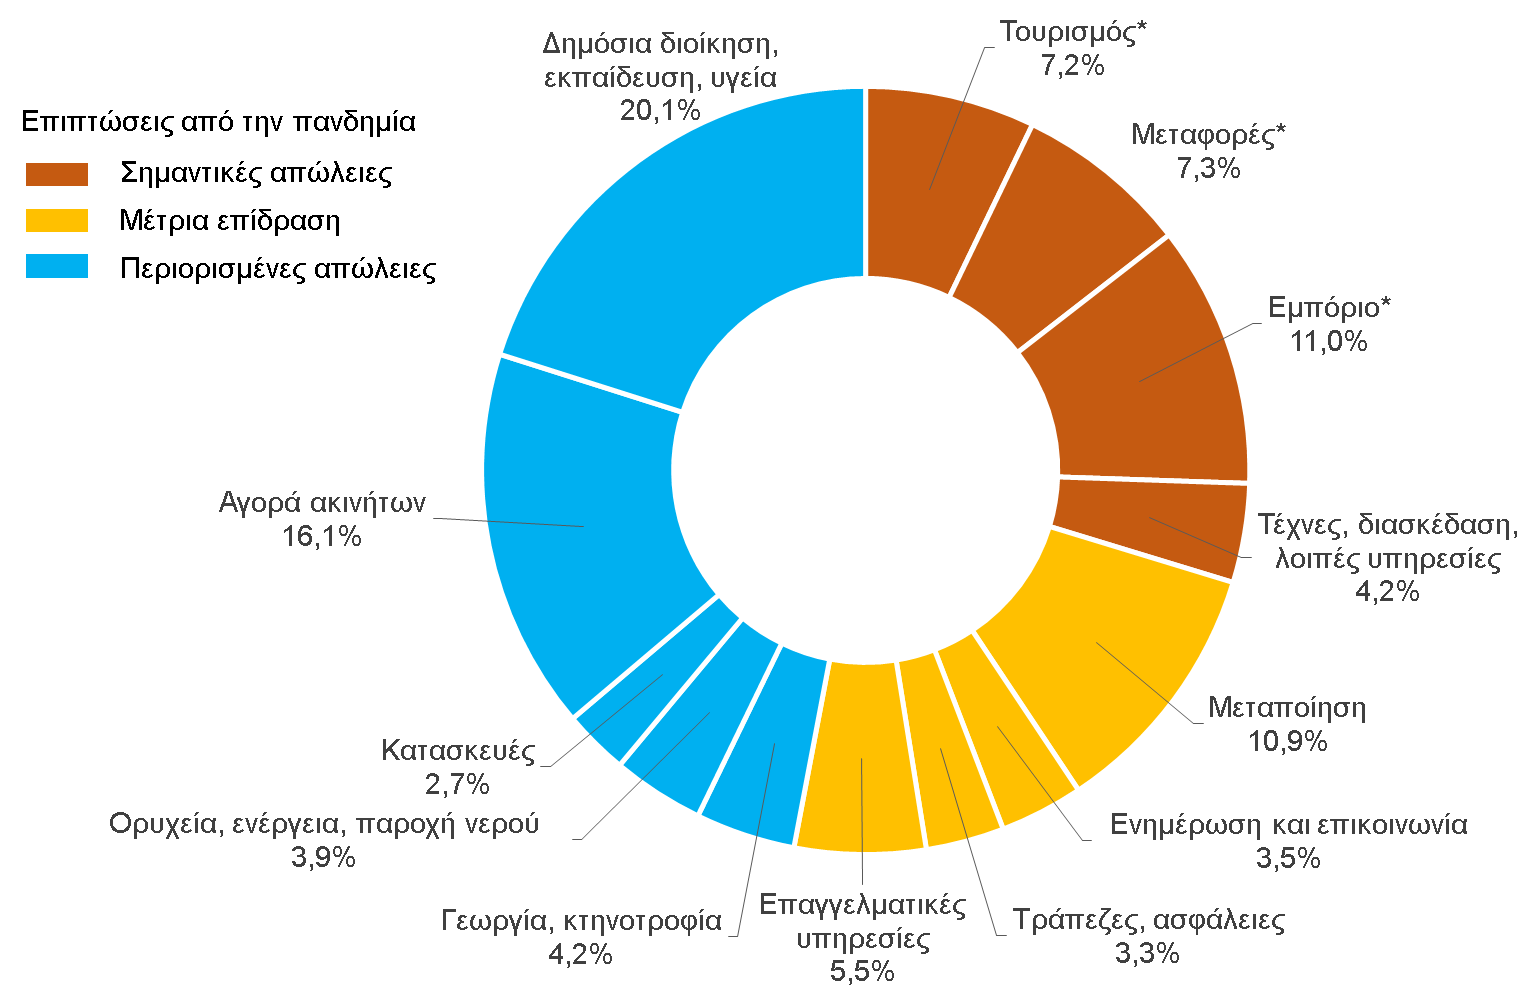 Επιπτώσεις από την πανδημία
Σημαντικές απώλειες
Μέτρια επίδραση
Περιορισμένες απώλειες
Δημόσια διοίκηση,
εκπαίδευση, υγεία
20,1%
Τουρισμός*
7,2%
Μεταφορές*
7,3%
Εμπόριο*
11,0%
Τέχνες, διασκέδαση,
λοιπές υπηρεσίες
4,2%
Μεταποίηση
10,9%
Ενημέρωση και επικοινωνία
3,5%
Τράπεζες, ασφάλειες
3,3%
Επαγγελματικές
υπηρεσίες
5,5%
Γεωργία, κτηνοτροφία
4,2%
Ορυχεία, ενέργεια, παροχή νερού
3,9%
Κατασκευές
2,7%
Αγορά ακινήτων
16,1%